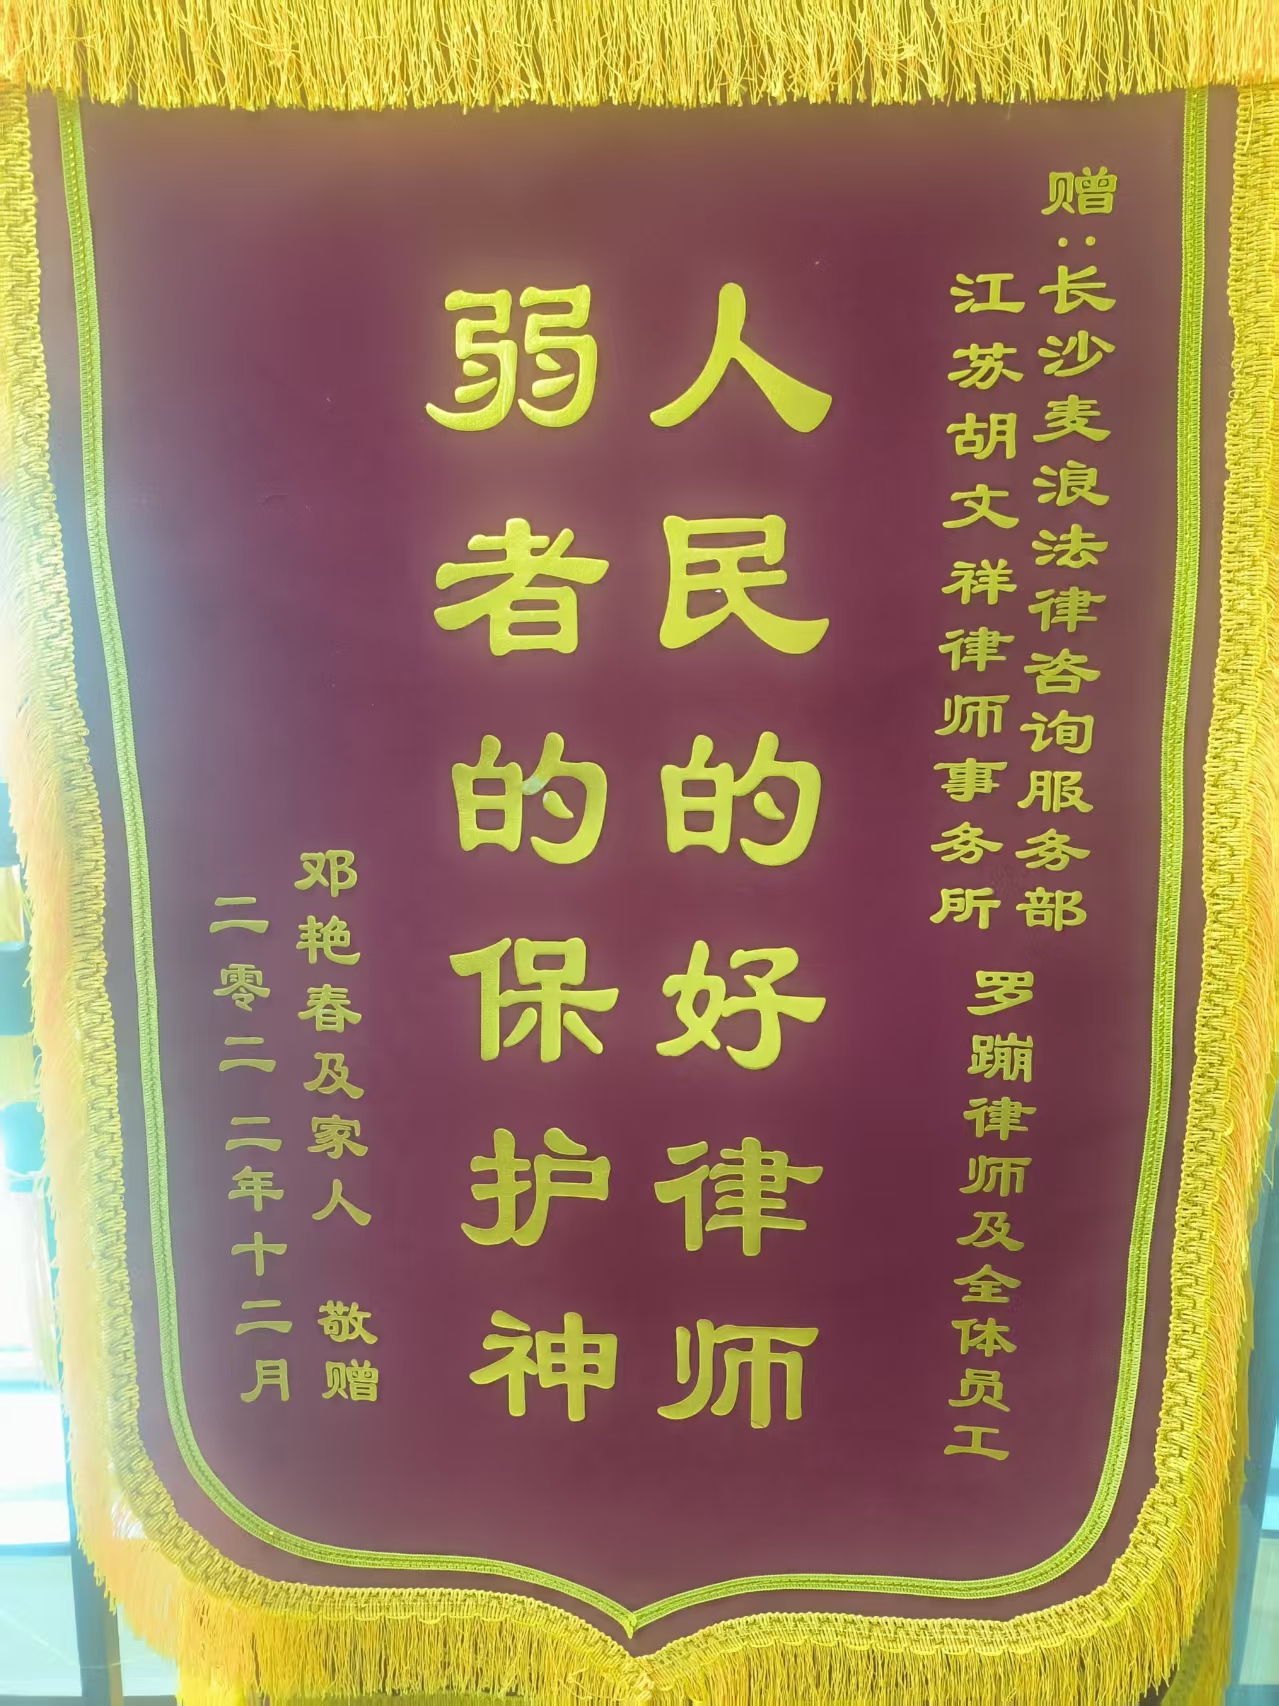 赠:长沙麦浪法律咨询服务部
江苏胡文祥律师事务所
罗蹦律师及全体员工
人民的好律师
弱者的保护神
邓艳春及家人 敬赠
二零二二年十二月